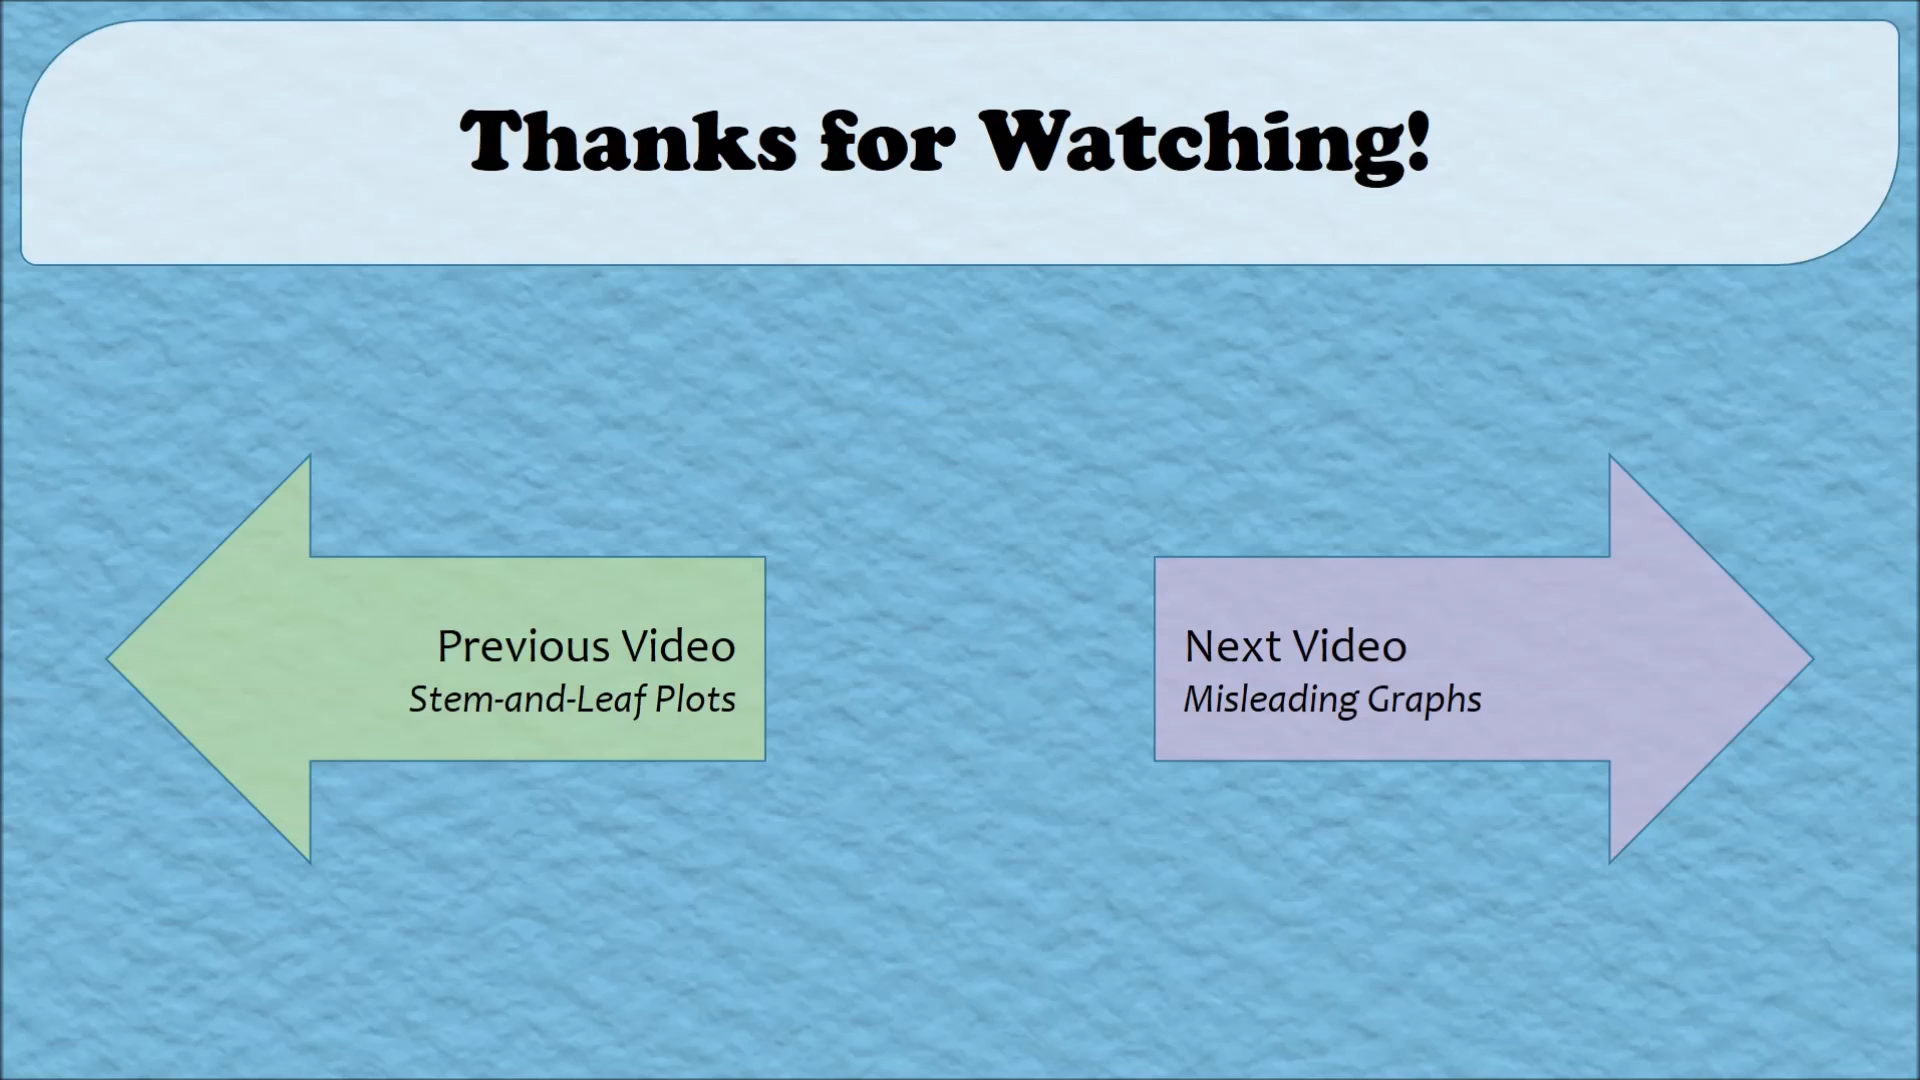 Thanks for Watching!
Previous Video
Stem-and-Leaf Plots
Next Video
Misleading Graphs